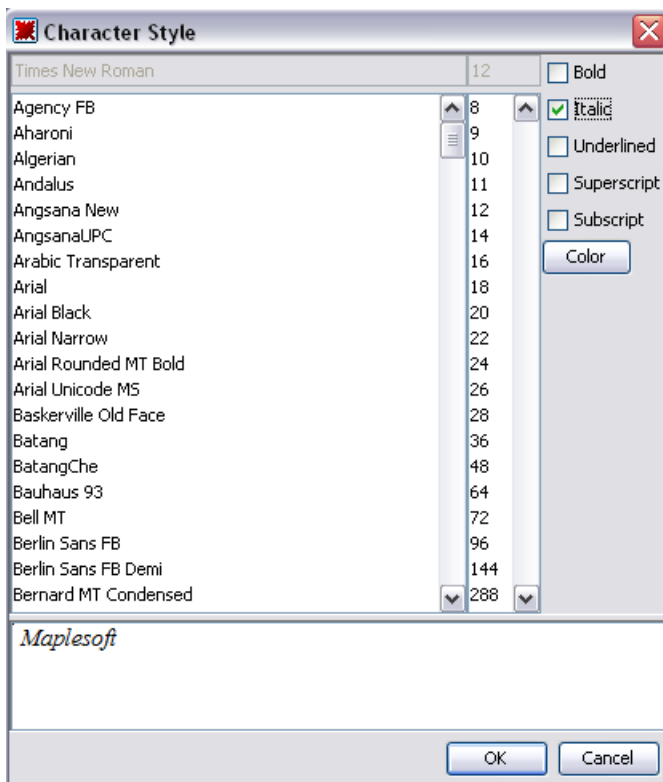 Character Style
Times New Roman 12
Bold
Italic
Underlined
Superscript
Subscript
Color
Agency FB
Aharoni
Algerian
Andalus
Angsana New
AngsanaUPC
Arabic Transparent
Arial
Arial Black
Arial Narrow
Arial Rounded MT Bold
Arial Unicode MS
Baskerville Old Face
Batang
BatangChe
Bauhaus 93
Bell MT
Berlin Sans FB
Berlin Sans FB Demi
Bernard MT Condensed
8
9
10
11
12
14
16
18
20
22
24
26
28
36
48
64
72
96
144
288
Maplesoft
OK Cancel